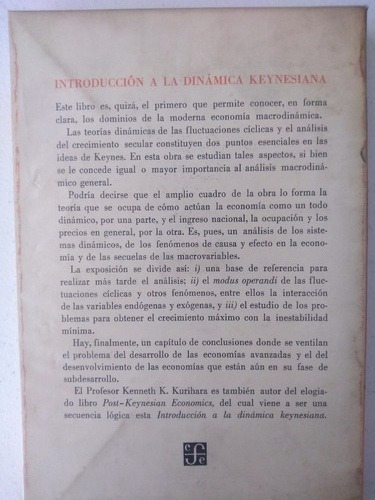 INTRODUCCIÓN A LA DINÁMICA KEYNESIANA
Este libro es, quizá, el primero que permite conocer, en forma
clara, los dominios de la moderna economía macrodinámica.
Las teorías dinámicas de las fluctuaciones cíclicas y el análisis
del crecimiento secular constituyen dos puntos esenciales en las
ideas de Keynes. En esta obra se estudian tales aspectos, si bien
se le concede igual o mayor importancia al análisis macrodiná-
mico general.
Podría decirse que el amplio cuadro de la obra lo forma la
teoría que se ocupa de cómo actúan la economía como un todo
dinámico, por una parte, y el ingreso nacional, la ocupación y los
precios en general, por la otra. Es, pues, un análisis de los siste-
mas dinámicos, de los fenómenos de causa y efecto en la econo-
mía y de las secuelas de las macrovariables.
La exposición se divide así: i) una base de referencia para
realizar más tarde el análisis; ii) el modus operandi de las fluc-
tuaciones cíclicas y otros fenómenos, entre ellos la interacción
de las variables endógenas y exógenas, y iii) el estudio de los pro-
blemas para obtener el crecimiento máximo con la inestabilidad
mínima.
Hay, finalmente, un capítulo de conclusiones donde se ventilan
el problema del desarrollo de las economías avanzadas y el del
desenvolvimiento de las economías que están aún en su fase de
subdesarrollo.
El Profesor Kenneth K. Kurihara es también autor del elogia-
do libro Post-Keynesian Economics, del cual viene a ser una
secuencia lógica esta Introducción a la dinámica keynesiana.
c f e